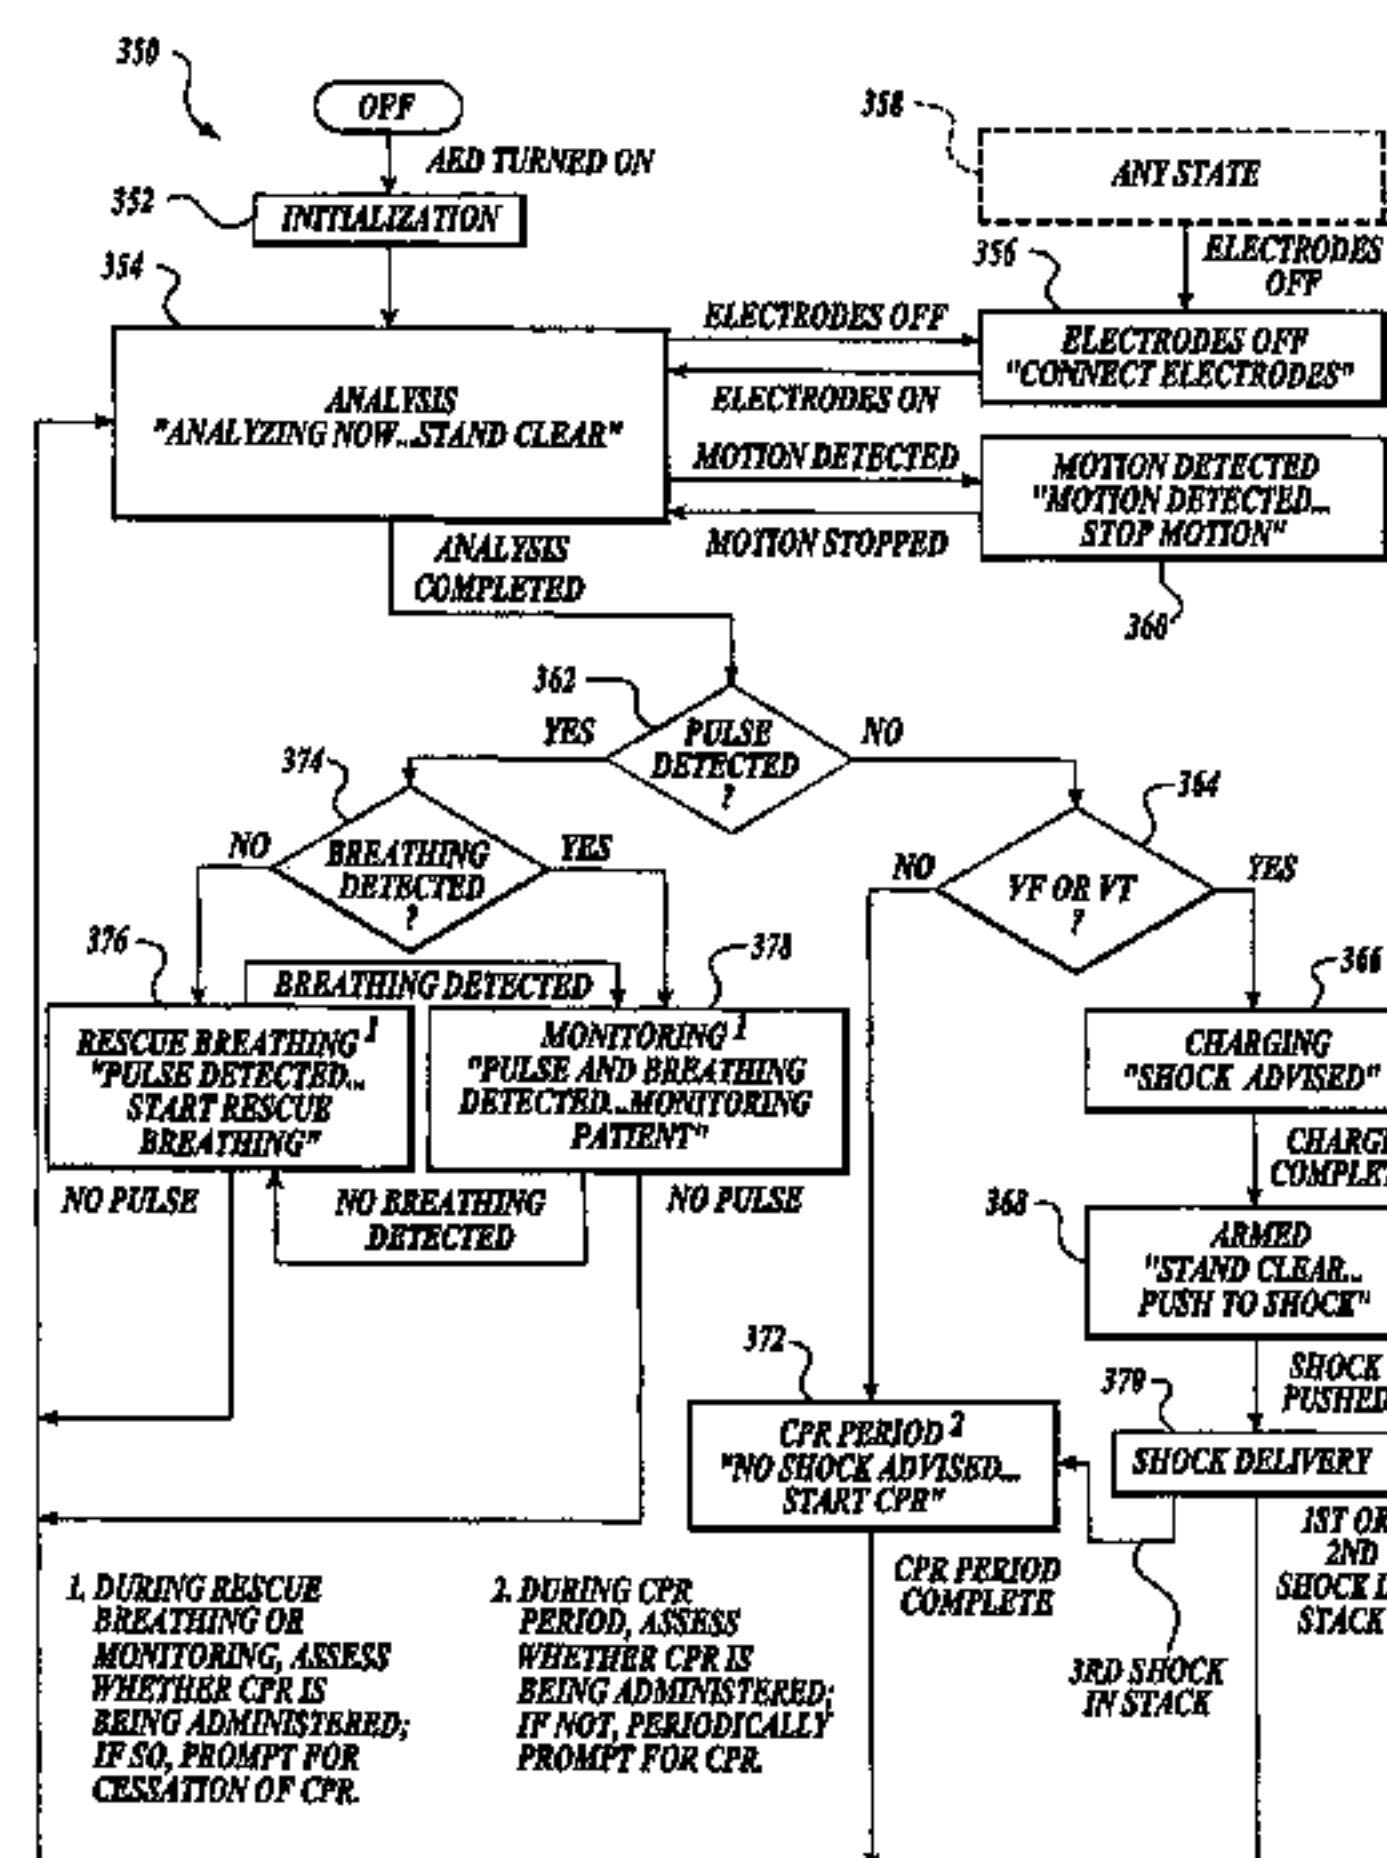 350
OFF
AED TURNED ON
352
INITIALIZATION
354
358
ANY STATE
356
ELECTRODES
OFF
ELECTRODES OFF
ELECTRODES OFF
"CONNECT ELECTRODES"
ELECTRODES ON
ANALYSIS
"ANALYZING NOW...STAND CLEAR"
MOTION DETECTED
MOTION DETECTED
"MOTION DETECTED...
STOP MOTION"
MOTION STOPPED
360
ANALYSIS
COMPLETED
362
YES
PULSE
DETECTED
?
NO
374
364
NO
BREATHING
DETECTED
?
YES
NO
VF OR VT
?
YES
376
378
366
BREATHING DETECTED
RESCUE BREATHING 1
"PULSE DETECTED...
START RESCUE
BREATHING"
MONITORING 1
"PULSE AND BREATHING
DETECTED...MONITORING
PATIENT"
CHARGING
"SHOCK ADVISED"
NO PULSE
NO BREATHING
DETECTED
NO PULSE
368
ARMED
"STAND CLEAR...
PUSH TO SHOCK"
372
370
SHOCK
CPR PERIOD 2
"NO SHOCK ADVISED...
START CPR"
SHOCK DELIVERY
CPR PERIOD
COMPLETE
1ST OR
2ND
SHOCK
STACK
3RD SHOCK
IN STACK
1. DURING RESCUE
BREATHING OR
MONITORING, ASSESS
WHETHER CPR IS
BEING ADMINISTERED;
IF SO, PROMPT FOR
CESSATION OF CPR.
2. DURING CPR
PERIOD, ASSESS
WHETHER CPR IS
BEING ADMINISTERED;
IF NOT, PERIODICALLY
PROMPT FOR CPR.